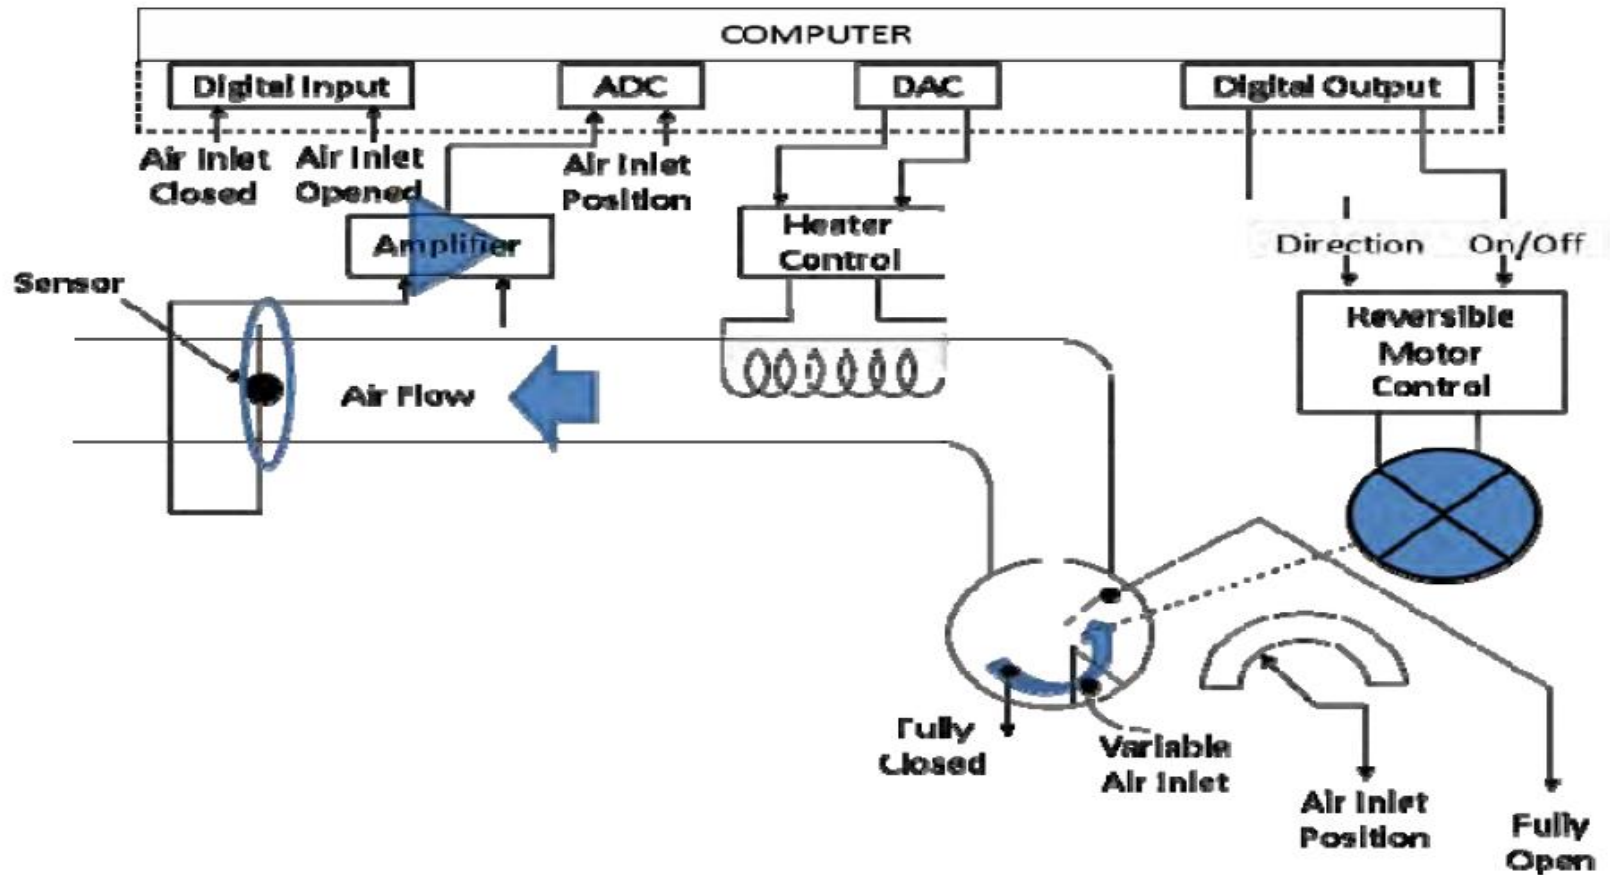 COMPUTER
Digital Input
ADC
DAC
Digital Output
Air Inlet
Closed
Air Inlet
Opened
Air Inlet
Position
Amplifier
Heater
Control
Direction
On/Off
Sensor
Reversible
Motor
Control
Air Flow
Fully
Closed
Variable
Air Inlet
Air Inlet
Position
Fully
Open